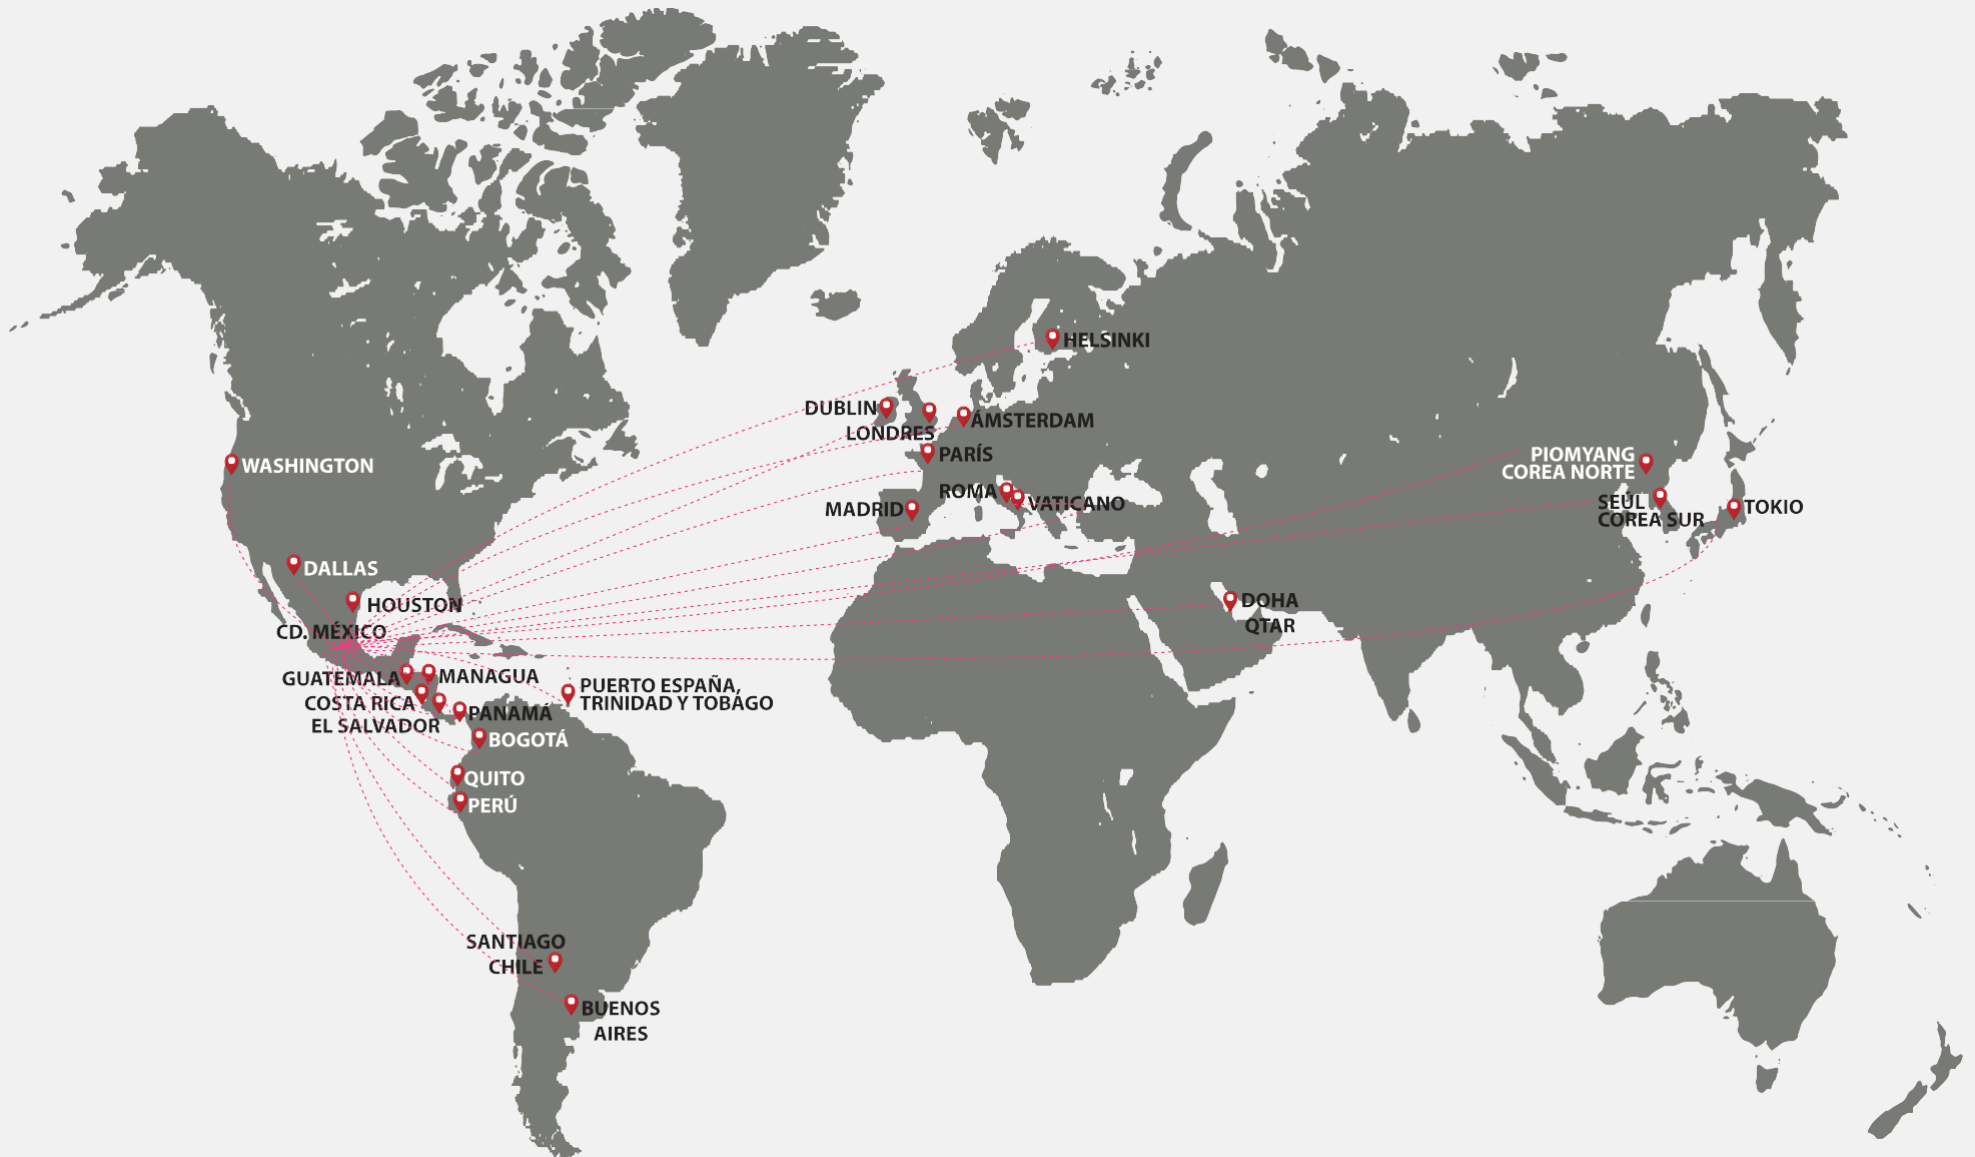 HELSINKI
DUBLIN
LONDRES
ÁMSTERDAM
PARÍS
WASHINGTON
PIOMYANG
COREA NORTE
ROMA
VATICANO
MADRID
SEÚL
COREA SUR
TOKIO
DALLAS
HOUSTON
DOHA
QTAR
CD. MÉXICO
GUATEMALA
MANAGUA
COSTA RICA
EL SALVADOR
PANAMÁ
PUERTO ESPAÑA,
TRINIDAD Y TOBAGO
BOGOTÁ
QUITO
PERÚ
SANTIAGO
CHILE
BUENOS
AIRES